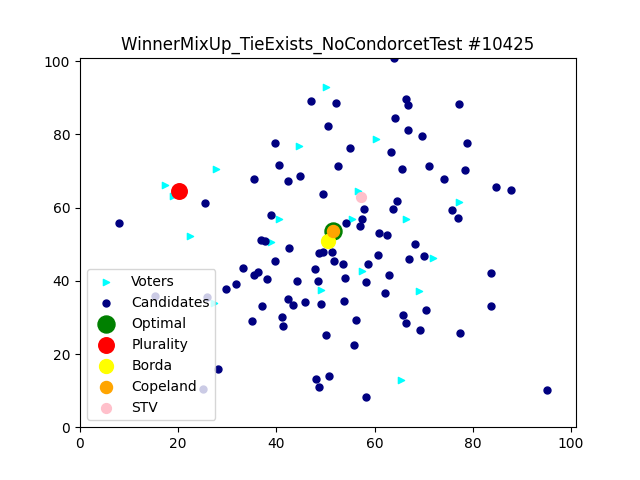 WinnerMixUp_TieExists_NoCondorcetTest #10425
100
80
60
40
20
0
Voters
Candidates
Optimal
Plurality
Borda
Copeland
STV
0 20 40 60 80 100